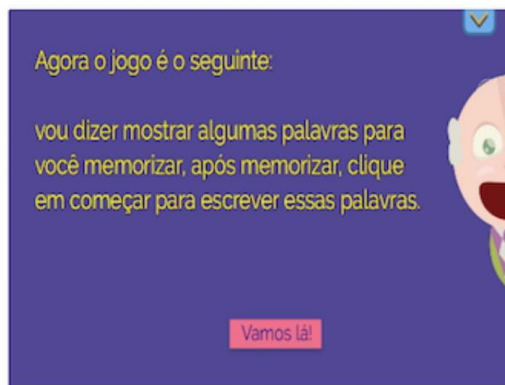 Agora o jogo é o seguinte:
vou dizer mostrar algumas palavras para
você memorizar, após memorizar, clique
em começar para escrever essas palavras.
Vamos lá!